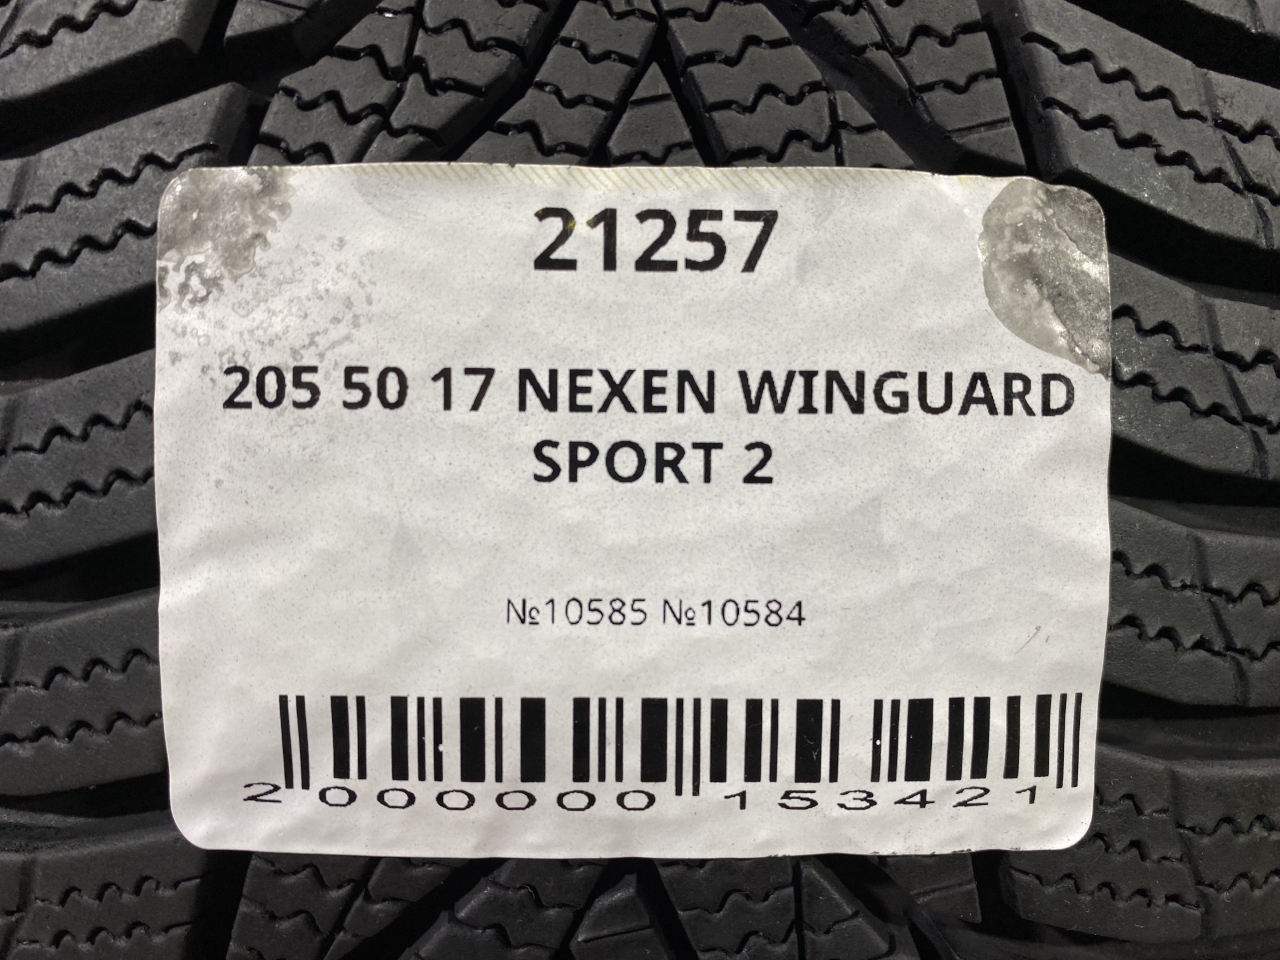 21257
205 50 17 NEXEN WINGUARD
SPORT 2
№10585 №10584
2 000000 153421